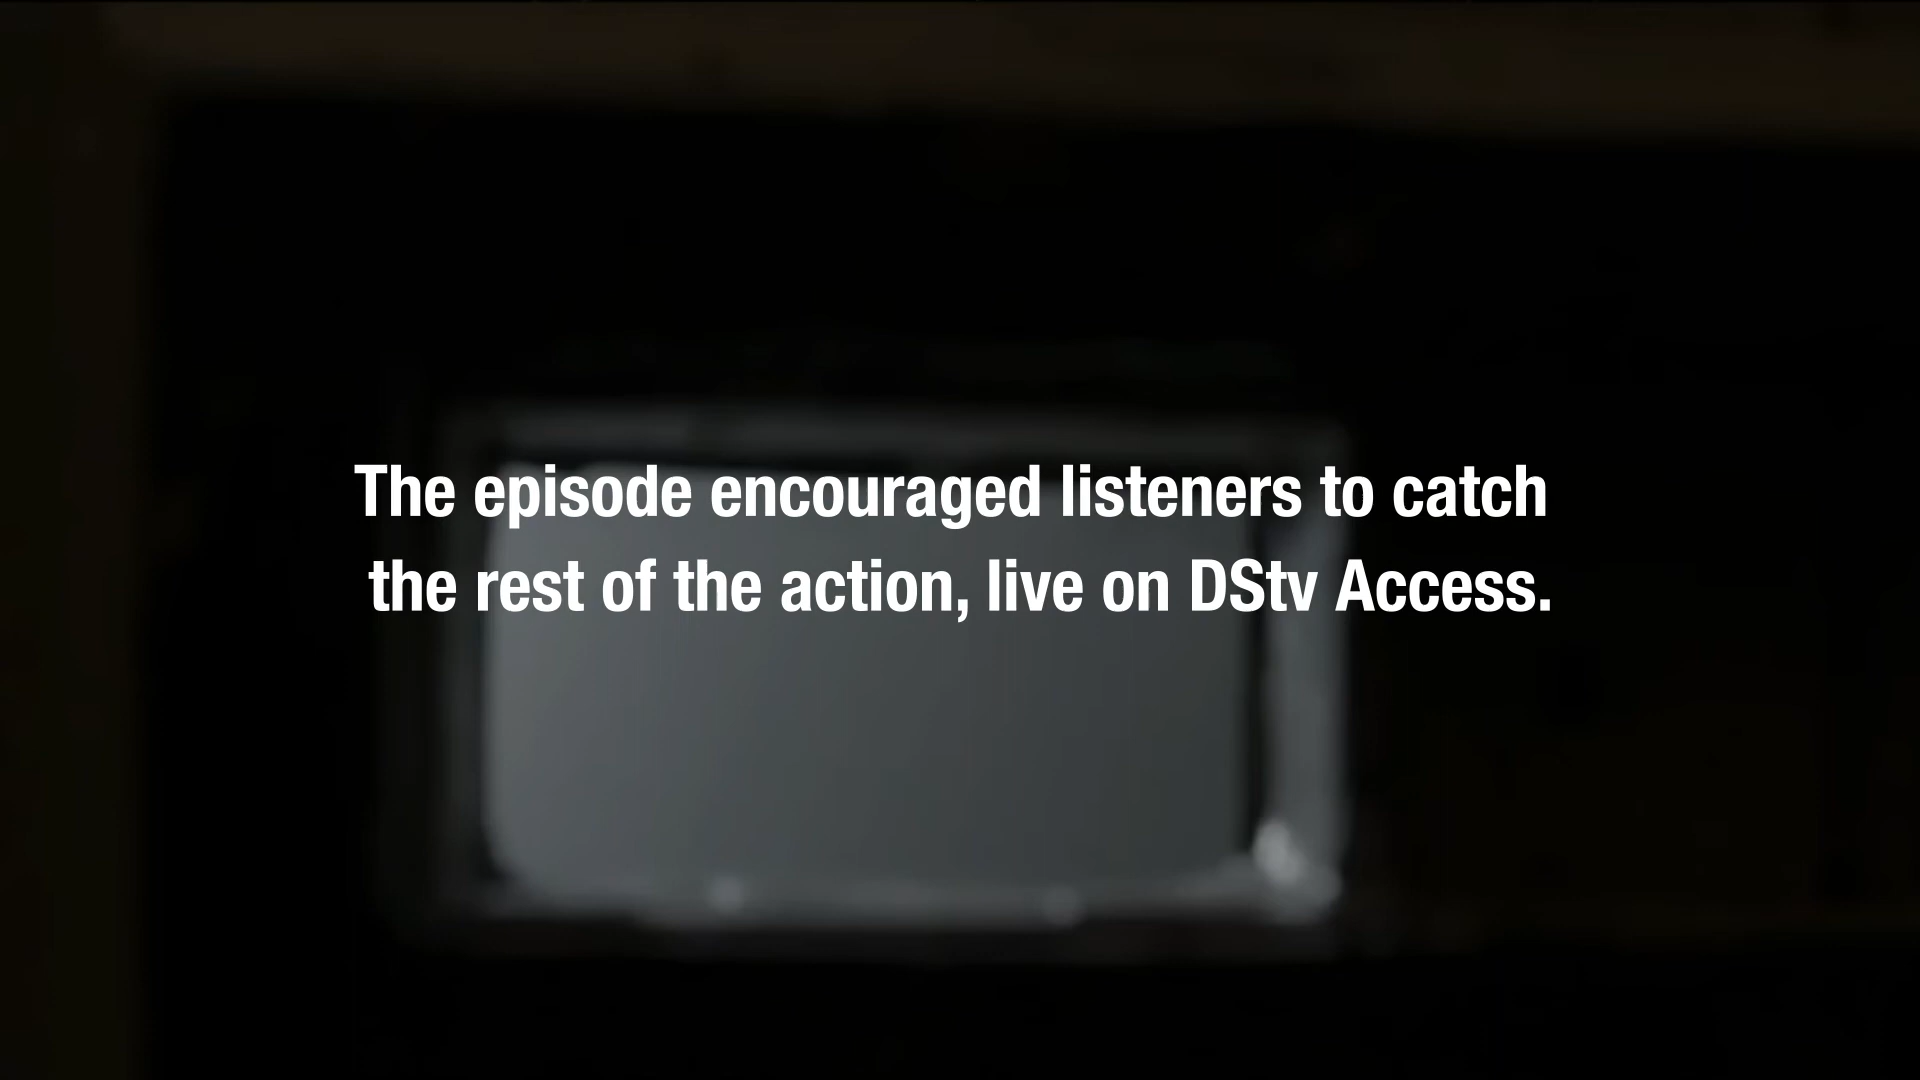 The episode encouraged listeners to catch
the rest of the action, live on DStv Access.